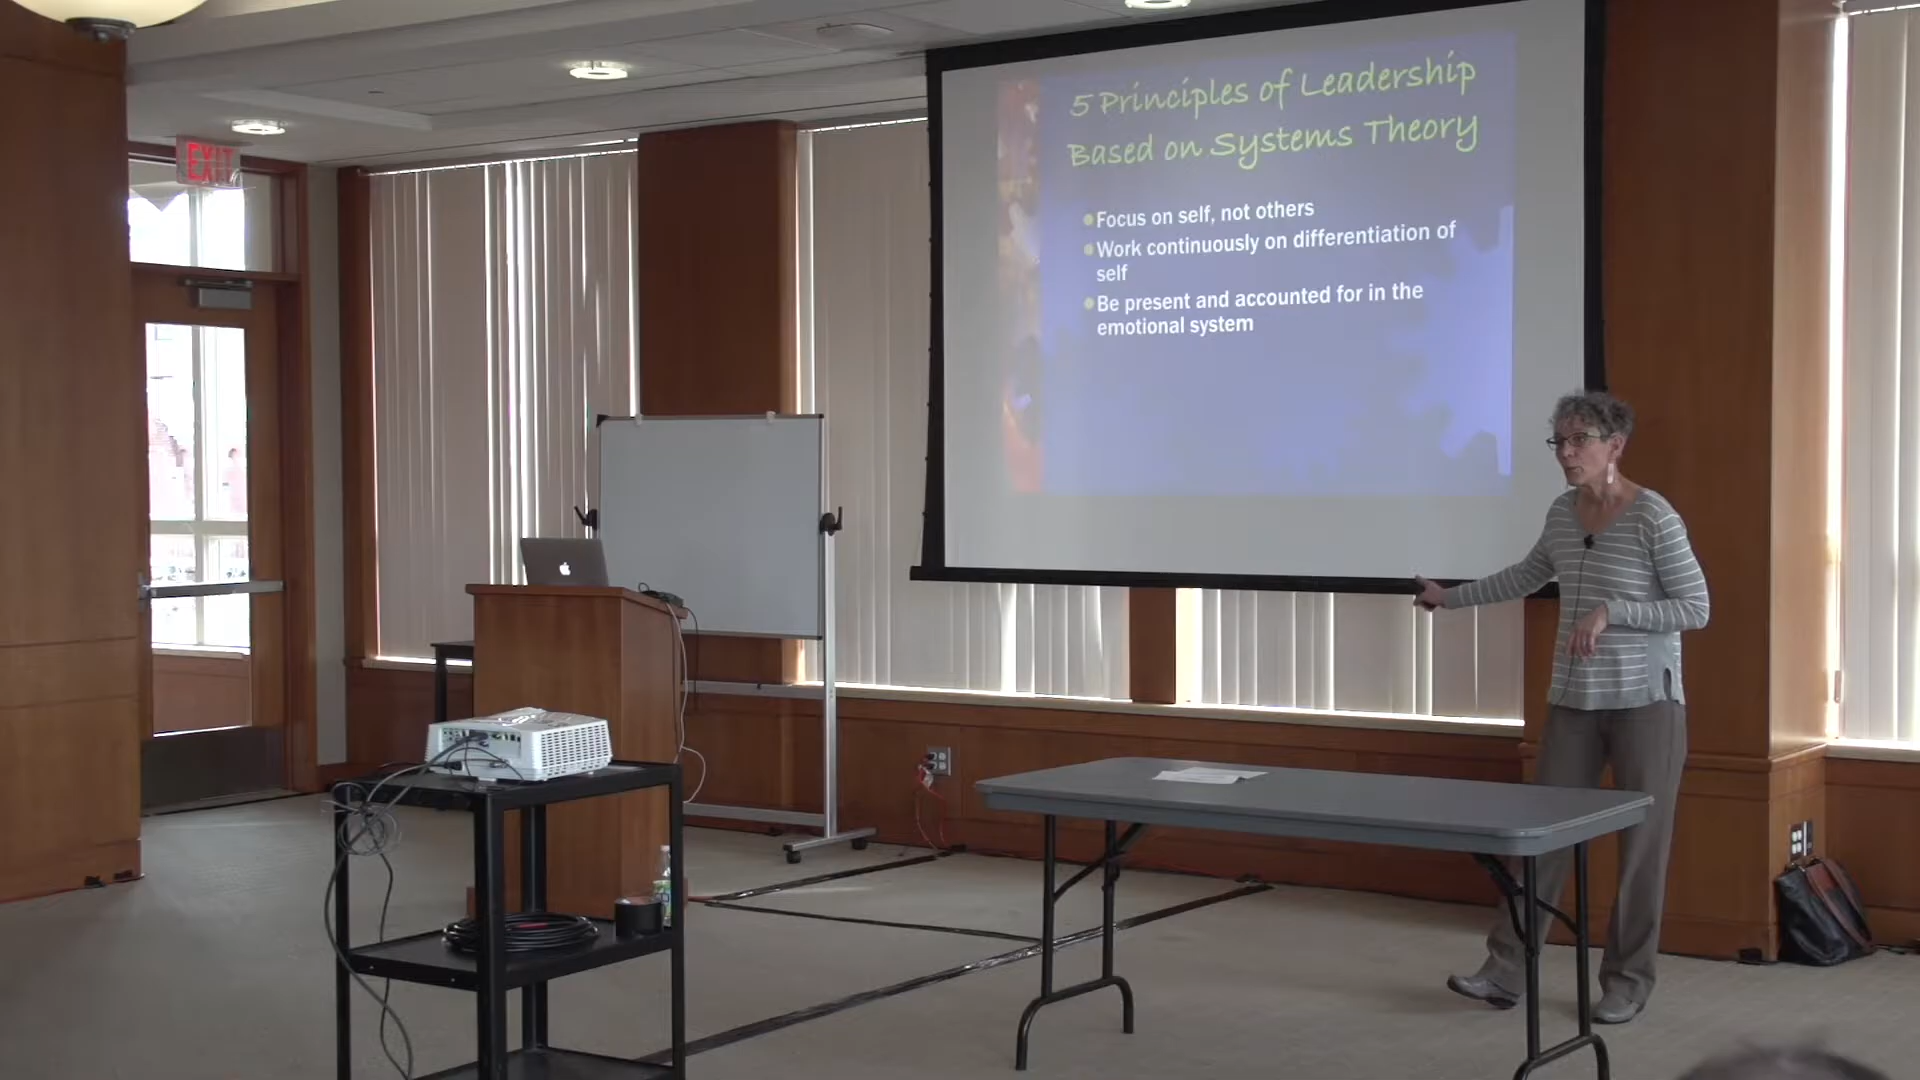 EXIT
5 Principles of Leadership
Based on Systems Theory
Focus on self, not others
Work continuously on differentiation of
self
Be present and accounted for in the
emotional system